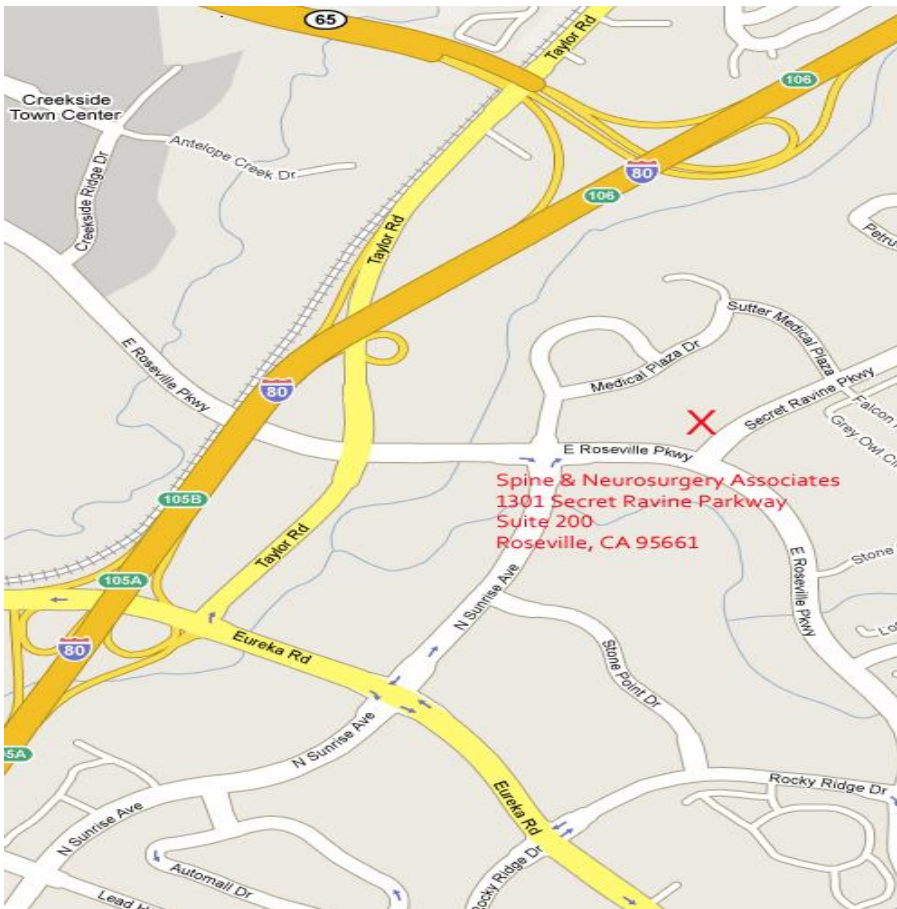 65
Taylor Rd
106
Creekside
Town Center
Antelope Creek Dr
Creekside Ridge Dr
80
106
Taylor Rd
Sutter Medical Plaza
E Roseville Pkwy
Medical Plaza Dr
80
Secret Ravine Pkwy
Falcon
Grey Owl Cir
X
E Roseville Pkwy
Spine & Neurosurgery Associates
1301 Secret Ravine Parkway
Suite 200
Roseville, CA 95661
105B
Taylor Rd
E Roseville Pkwy
Stone
105A
N Sunrise Ave
Eureka Rd
80
Stone Point Dr
N Sunrise Ave
5A
Rocky Ridge Dr
Eureka Rd
N Sunrise Ave
Rocky Ridge Dr
Automall Dr
Lead